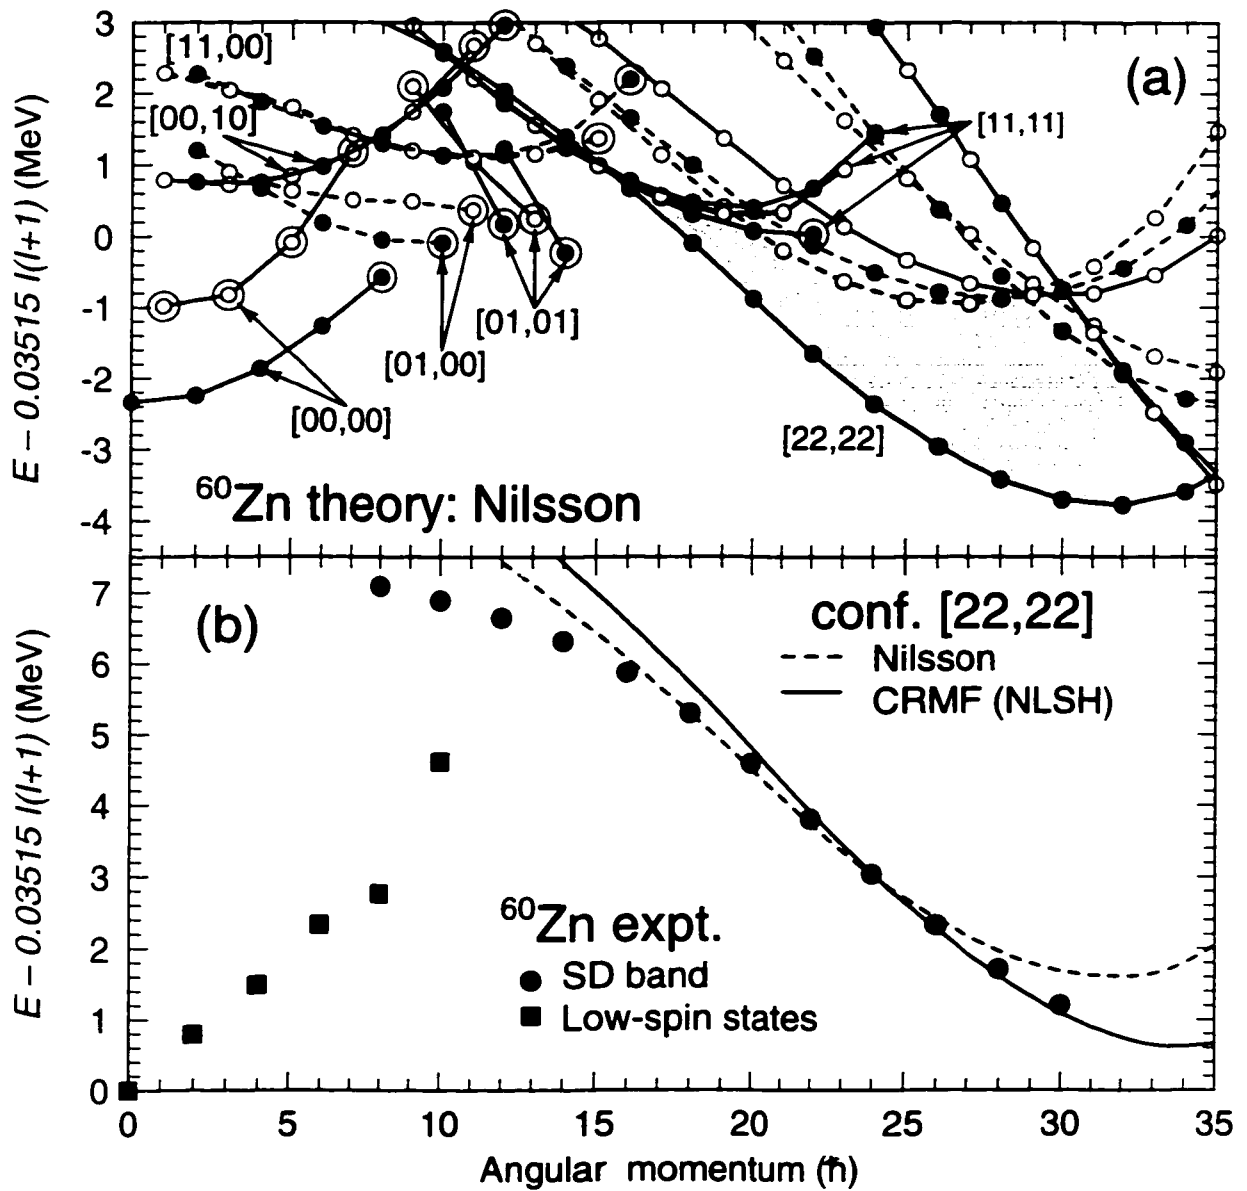 3
2
1
0
-1
-2
-3
-4
E – 0.03515 I(I+1) (MeV)
(a)
[11,00]
[00,10]
[11,11]
[01,01]
[01,00]
[00,00]
[22,22]
⁶⁰Zn theory: Nilsson
7
6
5
4
3
2
1
0
E – 0.03515 I(I+1) (MeV)
(b)
conf. [22,22]
Nilsson
CRMF (NLSH)
⁶⁰Zn expt.
SD band
Low-spin states
0 5 10 15 20 25 30 35
Angular momentum (ħ)